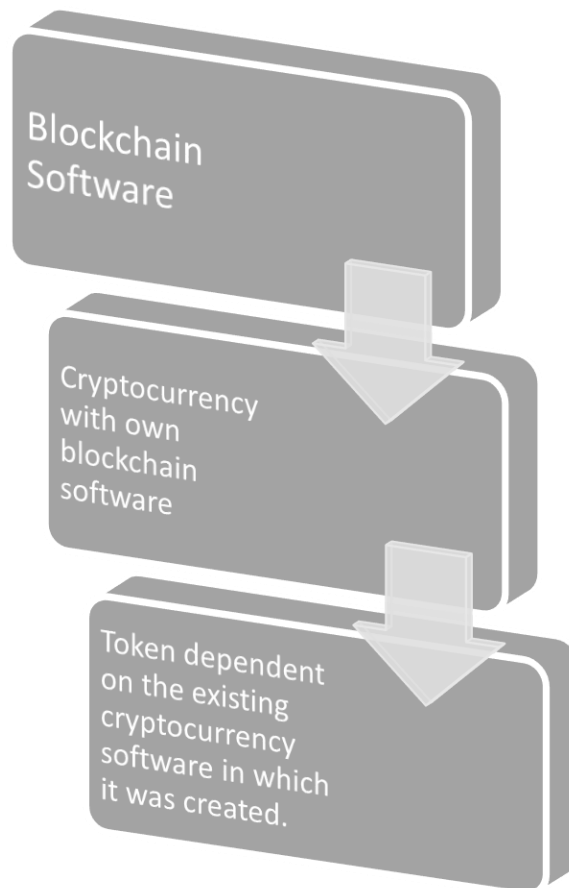 Blockchain
Software
Cryptocurrency
with own
blockchain
software
Token dependent
on the existing
cryptocurrency
software in which
it was created.